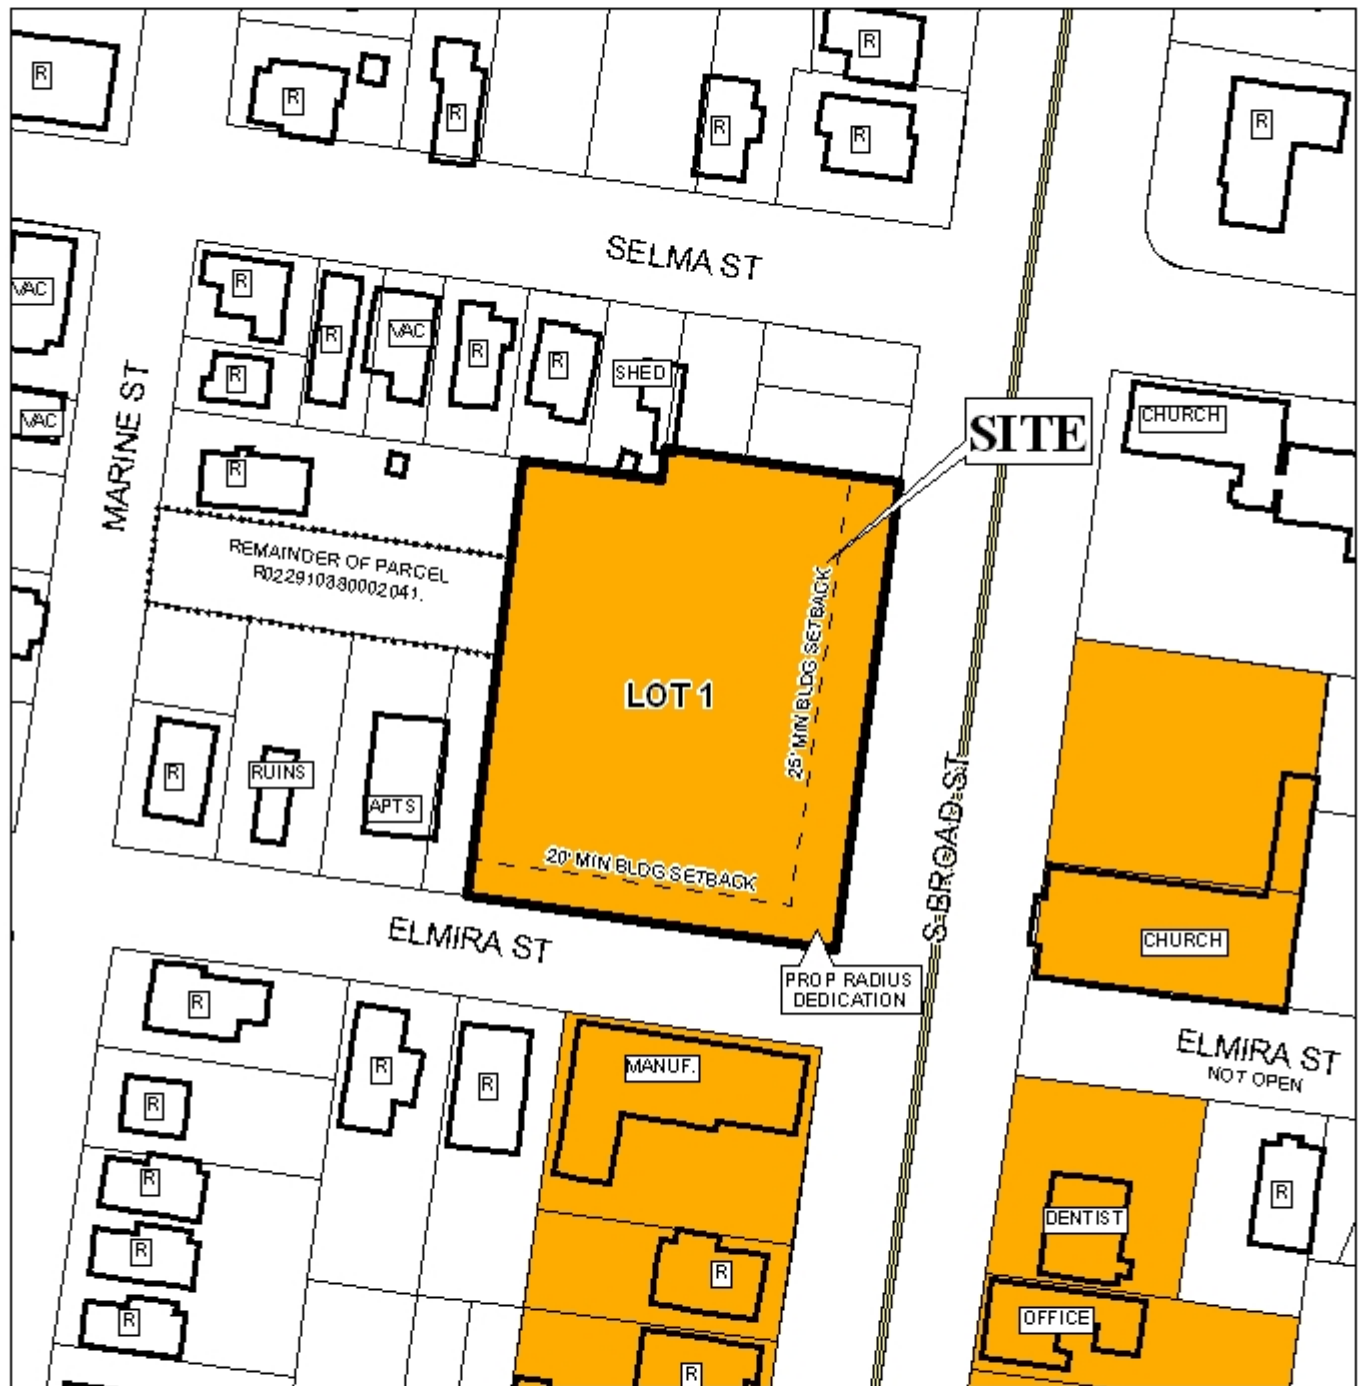 R
R
R
R
R
R
R
SELMA ST
VAC
R
R
VAC
R
R
SHED
R
VAC
MARINE ST
CHURCH
SITE
R
REMAINDER OF PARCEL
R022910380002041.
25' MIN BLDG SETBACK
LOT 1
R
RUINS
APTS
20' MIN BLDG SETBACK
S BROAD ST
ELMIRA ST
CHURCH
PROP RADIUS
DEDICATION
R
ELMIRA ST
NOT OPEN
R
R
MANUF.
R
R
R
DENTIST
R
R
R
OFFICE
R
R